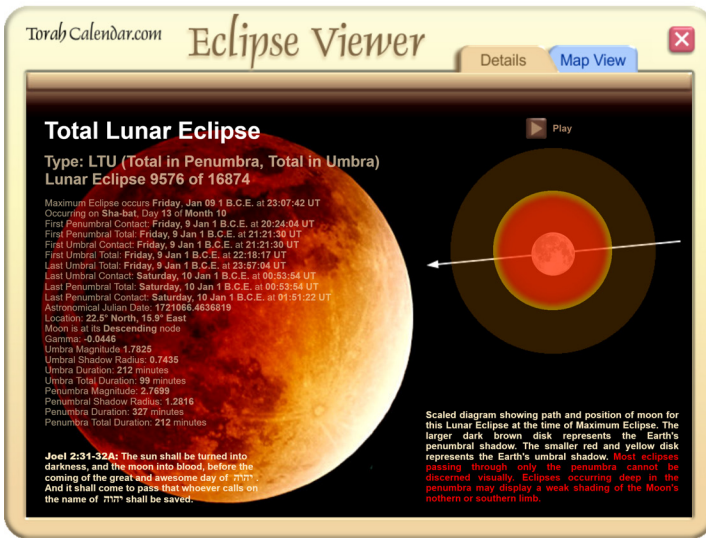 Torah Calendar.com
Eclipse Viewer
Details
Map View
Total Lunar Eclipse
Type: LTU (Total in Penumbra, Total in Umbra)
Lunar Eclipse 9576 of 16874
Maximum Eclipse occurs Friday, Jan 09 1 B.C.E. at 23:07:42 UT
Occurring on Sha-bat, Day 13 of Month 10
First Penumbral Contact: Friday, 9 Jan 1 B.C.E. at 20:24:04 UT
First Penumbral Total: Friday, 9 Jan 1 B.C.E. at 21:21:30 UT
First Umbral Contact: Friday, 9 Jan 1 B.C.E. at 21:21:30 UT
First Umbral Total: Friday, 9 Jan 1 B.C.E. at 22:18:17 UT
Last Umbral Total: Friday, 9 Jan 1 B.C.E. at 23:57:04 UT
Last Umbral Contact: Saturday, 10 Jan 1 B.C.E. at 00:53:54 UT
Last Penumbral Total: Saturday, 10 Jan 1 B.C.E. at 00:53:54 UT
Last Penumbral Contact: Saturday, 10 Jan 1 B.C.E. at 01:51:22 UT
Astronomical Julian Date: 1721066.4636819
Location: 22.5° North, 15.9° East
Moon is at its Descending node
Gamma: -0.0446
Umbra Magnitude 1.7825
Umbral Shadow Radius: 0.7435
Umbra Duration: 212 minutes
Umbra Total Duration: 99 minutes
Penumbra Magnitude: 2.7699
Penumbral Shadow Radius: 1.2816
Penumbra Duration: 327 minutes
Penumbra Total Duration: 212 minutes
Joel 2:31-32A: The sun shall be turned into
darkness, and the moon into blood, before the
coming of the great and awesome day of יהוה .
And it shall come to pass that whoever calls on
the name of יהוה shall be saved.
Play
Scaled diagram showing path and position of moon for
this Lunar Eclipse at the time of Maximum Eclipse. The
larger dark brown disk represents the Earth's
penumbral shadow. The smaller red and yellow disk
represents the Earth's umbral shadow. Most eclipses
passing through only the penumbra cannot be
discerned visually. Eclipses occurring deep in the
penumbra may display a weak shading of the Moon's
nothern or southern limb.